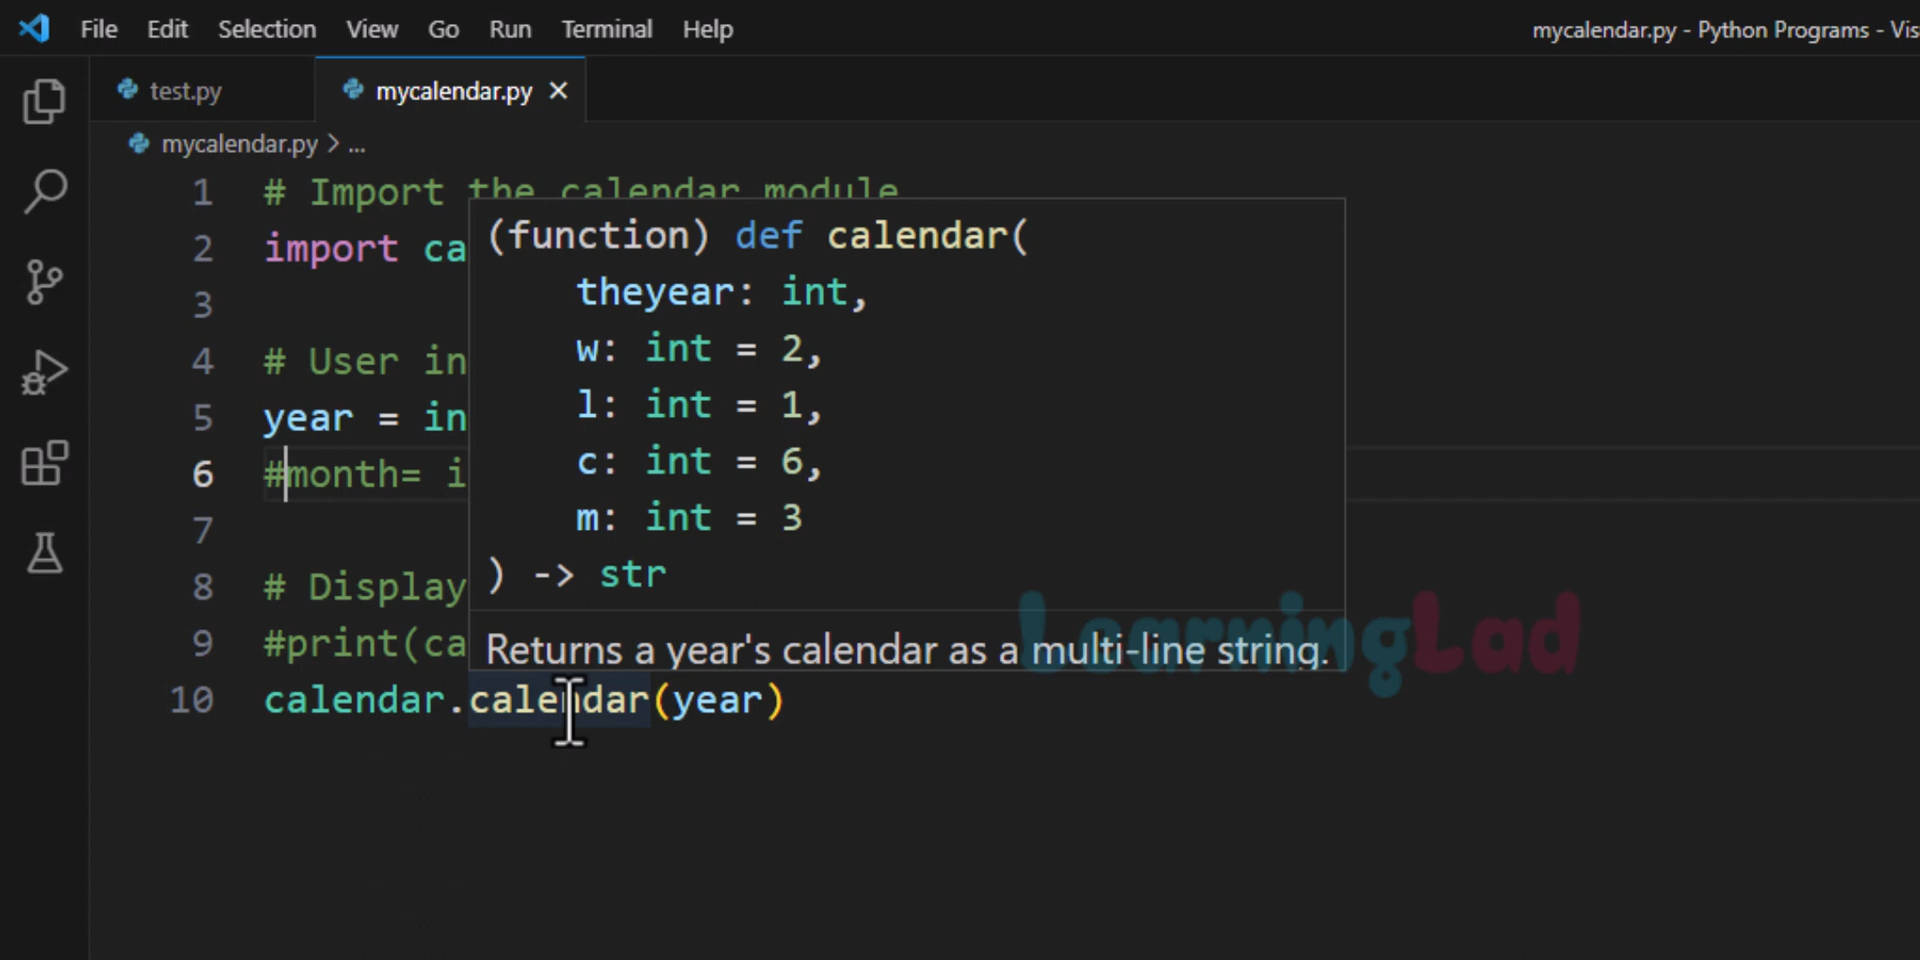 File Edit Selection View Go Run Terminal Help mycalendar.py - Python Programs - Vis
test.py mycalendar.py ×
mycalendar.py > ...
1 # Import the calendar module
2 import ca
3
4 # User in
5 year = in
6 #month= i
7
8 # Display
9 #print(ca
10 calendar.calendar(year)
(function) def calendar(
theyear: int,
w: int = 2,
l: int = 1,
c: int = 6,
m: int = 3
) -> str
Returns a year's calendar as a multi-line string.
LearningLad